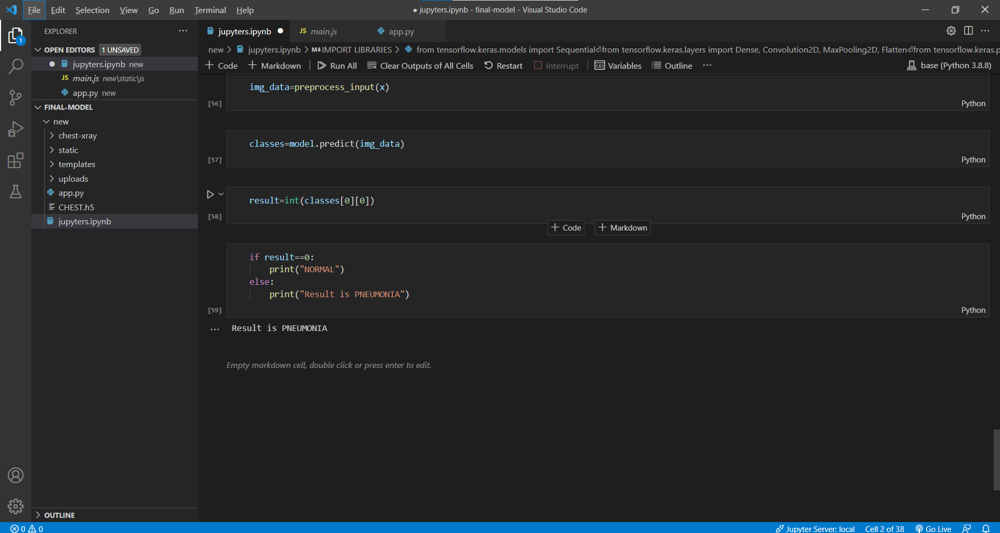 File Edit Selection View Go Run Terminal Help
● jupyters.ipynb - final-model - Visual Studio Code
EXPLORER
OPEN EDITORS 1 UNSAVED
jupyters.ipynb new
JS main.js new\static\js
app.py new
FINAL-MODEL
new
chest-xray
static
templates
uploads
app.py
CHEST.h5
jupyters.ipynb
OUTLINE
1
jupyters.ipynb
JS main.js
app.py
new > jupyters.ipynb > M↓IMPORT LIBRARIES > from tensorflow.keras.models import Sequential⏎from tensorflow.keras.layers import Dense, Convolution2D, MaxPooling2D, Flatten⏎from tensorflow.keras.p
+ Code + Markdown Run All Clear Outputs of All Cells Restart Interrupt Variables Outline ···
base (Python 3.8.8)
img_data=preprocess_input(x)
[56]
Python
classes=model.predict(img_data)
[57]
Python
result=int(classes[0][0])
[58]
Python
+ Code + Markdown
if result==0:
print("NORMAL")
else:
print("Result is PNEUMONIA")
[59]
Python
Result is PNEUMONIA
Empty markdown cell, double click or press enter to edit.
0 0
Jupyter Server: local Cell 2 of 38 Go Live